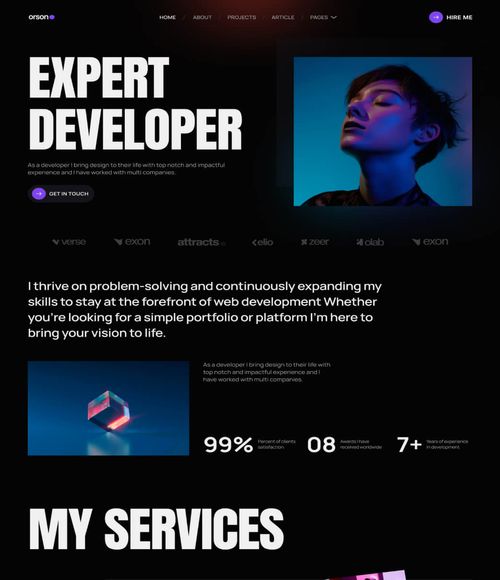 orson
HOME / ABOUT / PROJECTS / ARTICLE / PAGES
HIRE ME
EXPERT
DEVELOPER
As a developer I bring design to their life with top notch and impactful
experience and I have worked with multi companies.
GET IN TOUCH
verse exon attracts elio zeer olab exon
I thrive on problem-solving and continuously expanding my
skills to stay at the forefront of web development Whether
you're looking for a simple portfolio or platform I'm here to
bring your vision to life.
As a developer I bring design to their life with
top notch and impactful experience and I
have worked with multi companies.
99% Percent of clients
satisfaction
08 Awards I have
received worldwide
7+ Years of experience
in development
MY SERVICES